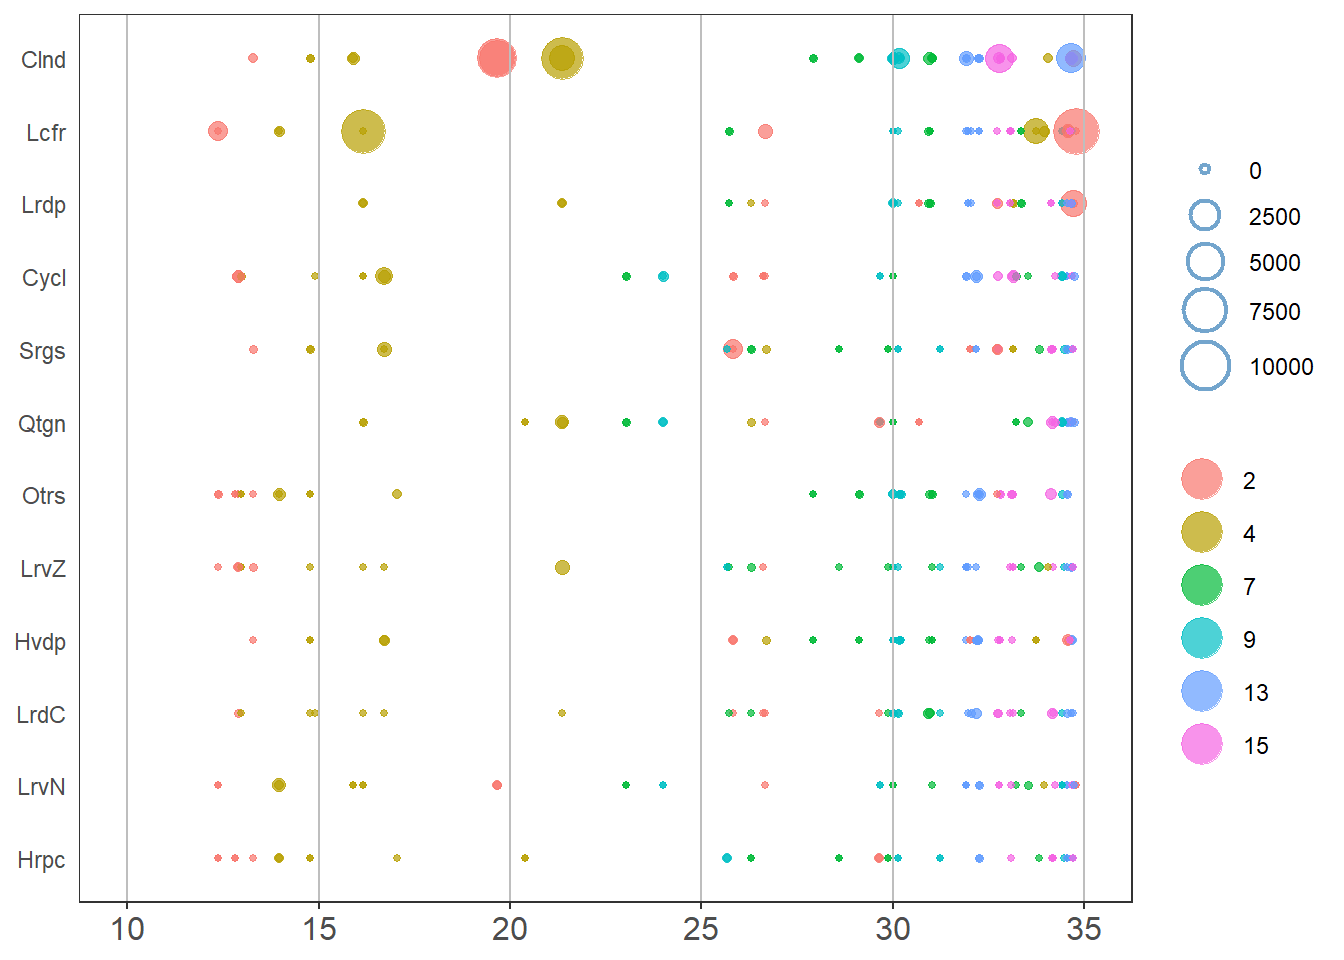 Clnd
Lcfr
Lrdp
Cycl
Srgs
Qtgn
Otrs
LrvZ
Hvdp
LrdC
LrvN
Hrpc
10 15 20 25 30 35
0
2500
5000
7500
10000
2
4
7
9
13
15